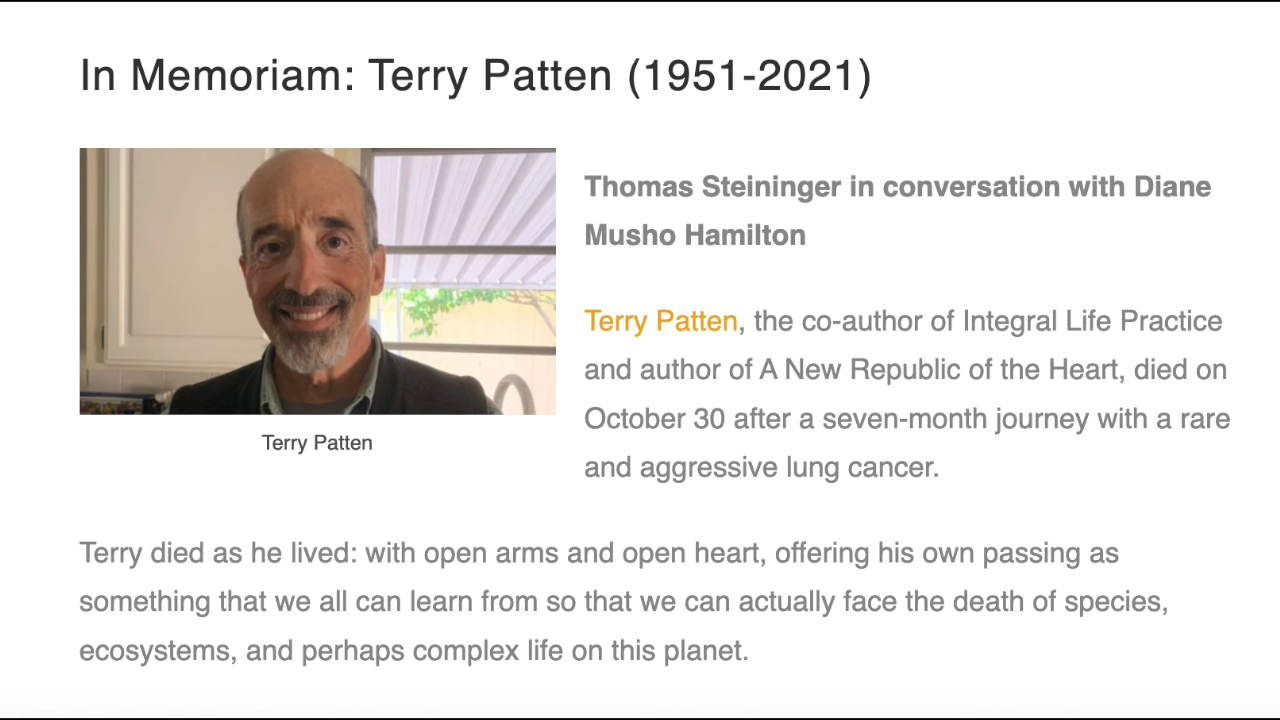 In Memoriam: Terry Patten (1951-2021)
Terry Patten
Thomas Steininger in conversation with Diane
Musho Hamilton
Terry Patten, the co-author of Integral Life Practice
and author of A New Republic of the Heart, died on
October 30 after a seven-month journey with a rare
and aggressive lung cancer.
Terry died as he lived: with open arms and open heart, offering his own passing as
something that we all can learn from so that we can actually face the death of species,
ecosystems, and perhaps complex life on this planet.